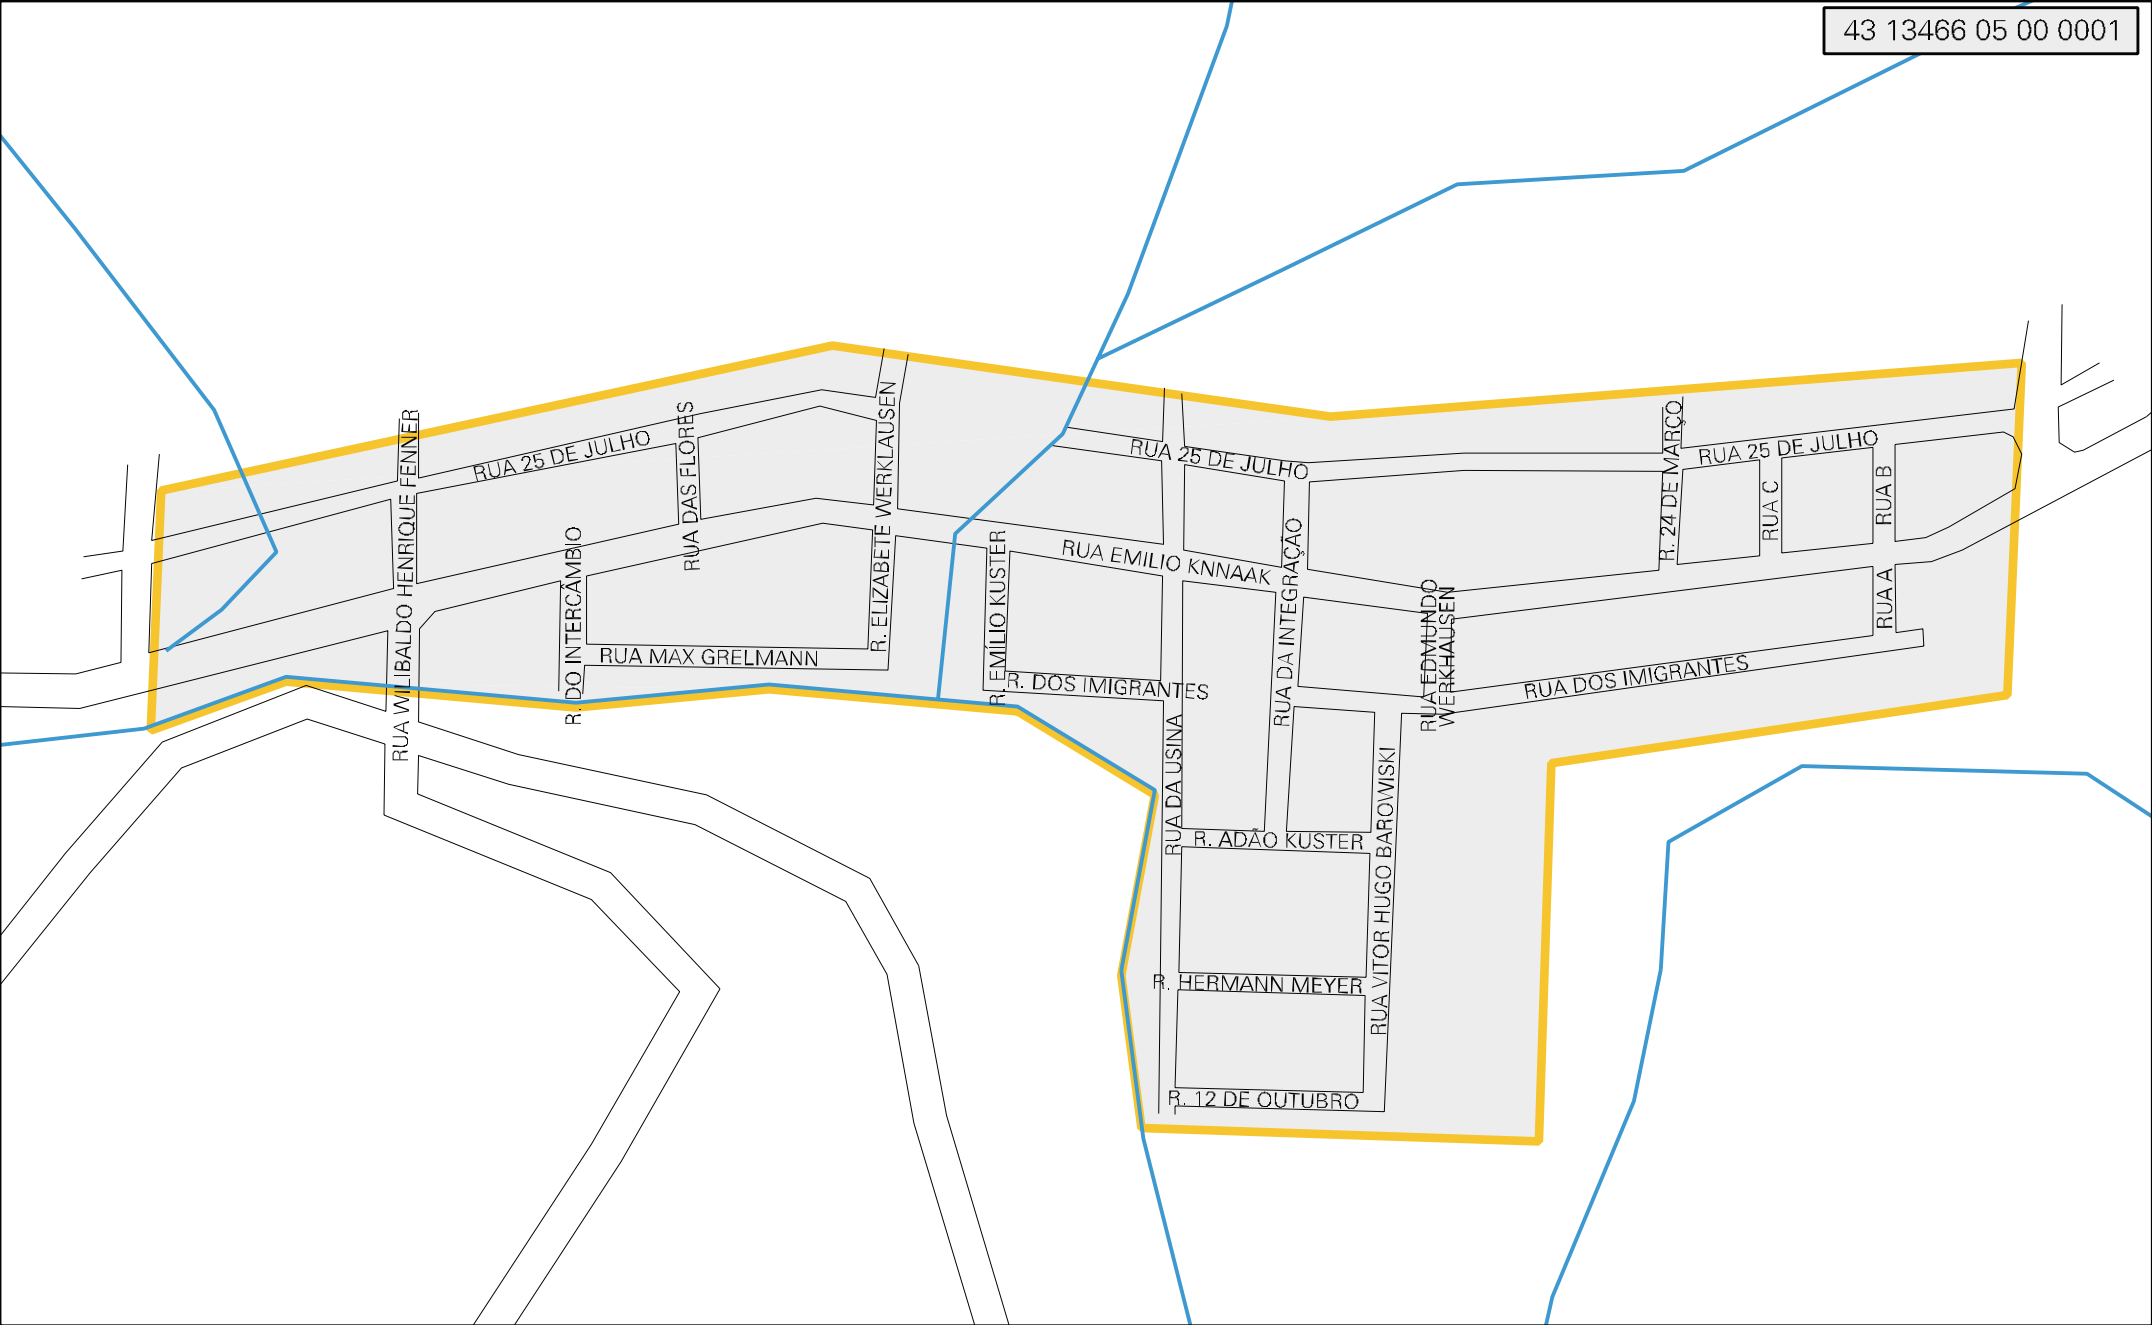 43 13466 05 00 0001
RUA WILIBALDO HENRIQUE FENNER
RUA 25 DE JULHO
RUA DAS FLORES
R. ELIZABETE WERKLAUSEN
R. DO INTERCÂMBIO
RUA MAX GRELMANN
R. EMÍLIO KUSTER
RUA 25 DE JULHO
RUA EMILIO KNNAAK
RUA DA INTEGRAÇÃO
R. DOS IMIGRANTES
RUA DA USINA
R. 24 DE MARÇO
RUA 25 DE JULHO
RUA C
RUA B
RUA A
RUA EDMUNDO
WERKHAUSEN
RUA DOS IMIGRANTES
R. ADÃO KUSTER
RUA VITOR HUGO BAROWISKI
R. HERMANN MEYER
R. 12 DE OUTUBRO